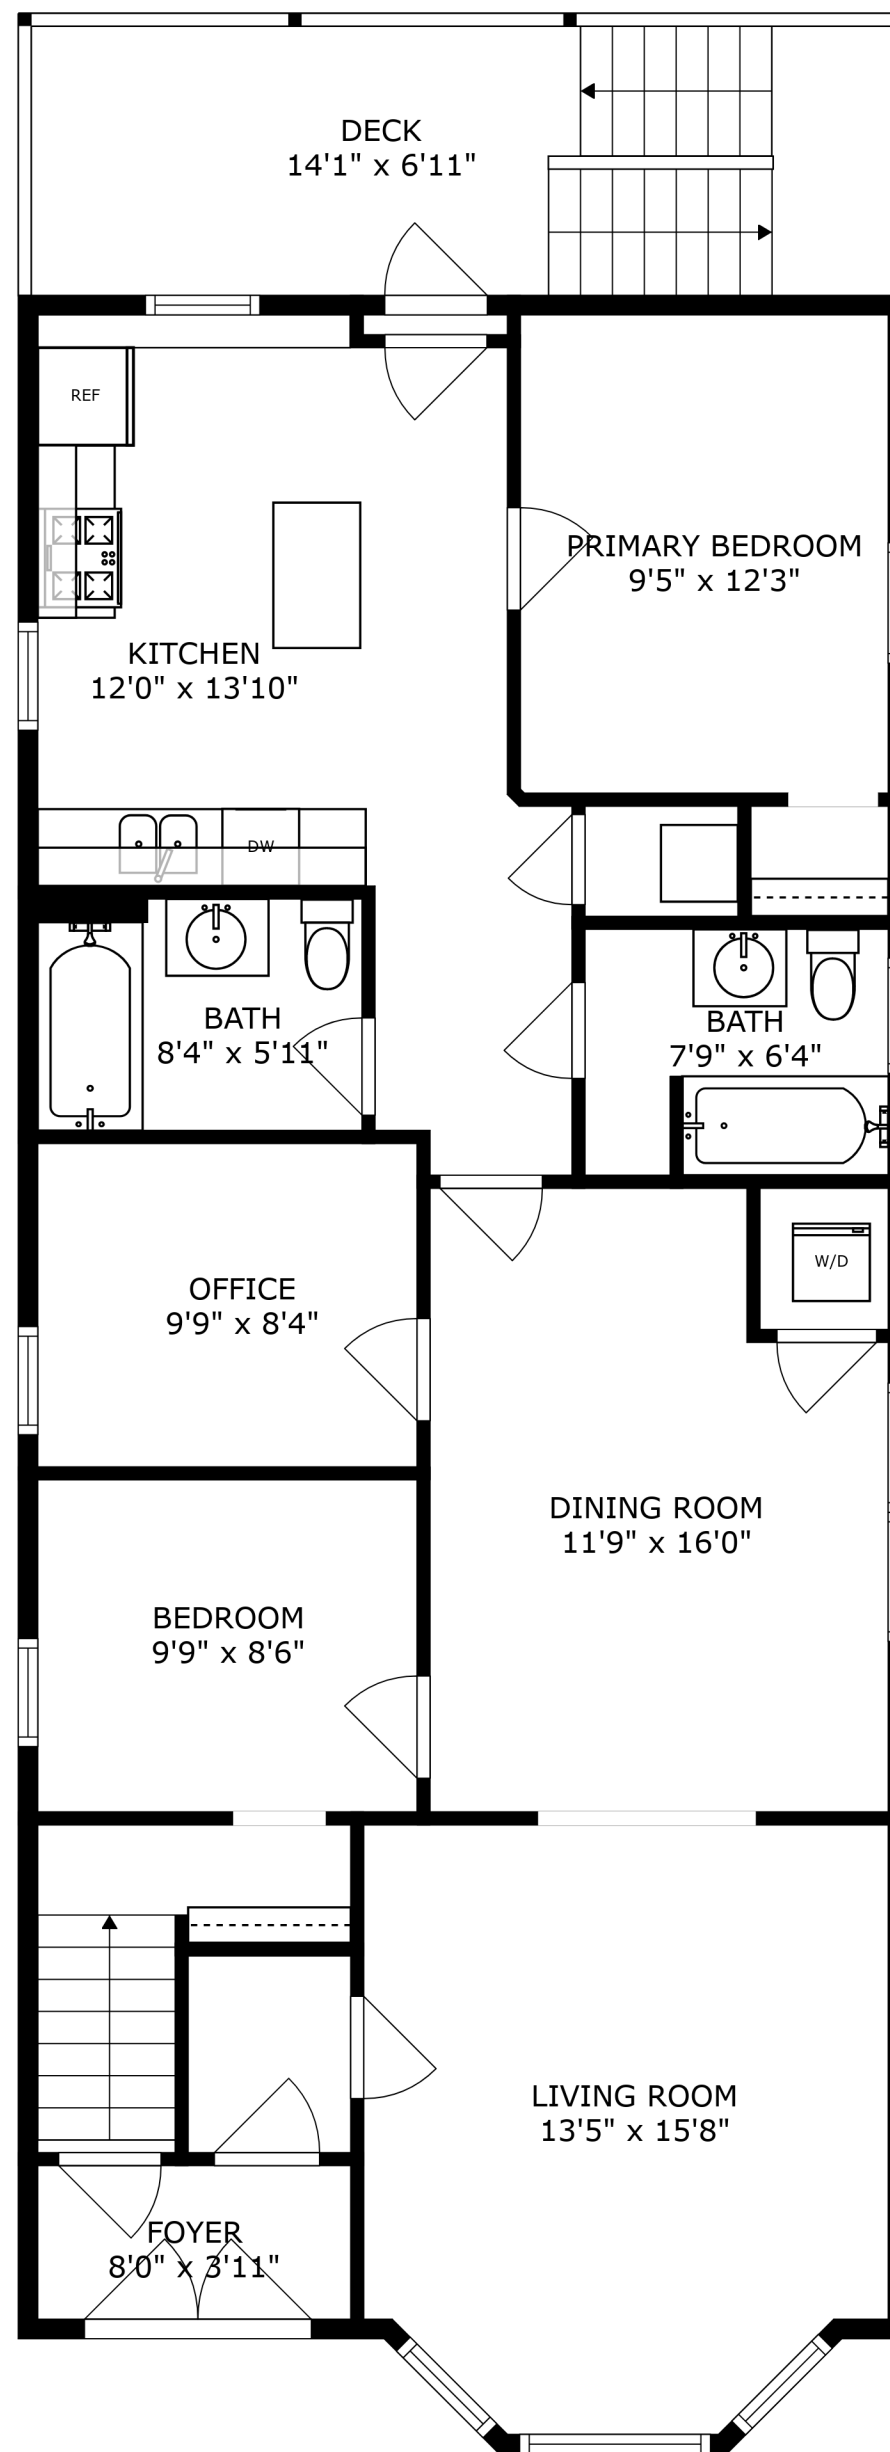 DECK
14'1" x 6'11"
REF
PRIMARY BEDROOM
9'5" x 12'3"
KITCHEN
12'0" x 13'10"
DW
BATH
8'4" x 5'11"
BATH
7'9" x 6'4"
OFFICE
9'9" x 8'4"
W/D
DINING ROOM
11'9" x 16'0"
BEDROOM
9'9" x 8'6"
LIVING ROOM
13'5" x 15'8"
FOYER
8'0" x 3'11"